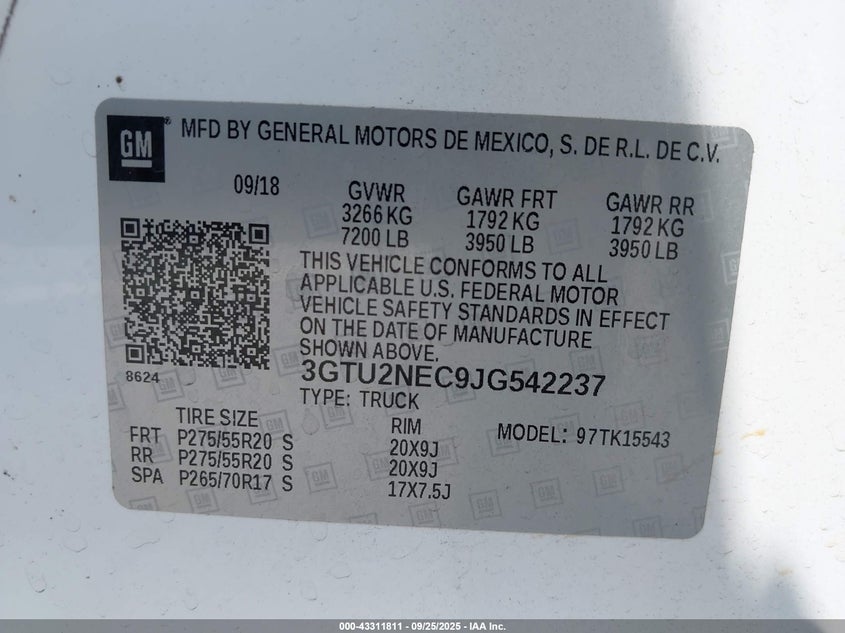 GM
MFD BY GENERAL MOTORS DE MEXICO, S. DE R.L. DE C.V.
09/18 GVWR GAWR FRT GAWR RR
3266 KG 1792 KG 1792 KG
7200 LB 3950 LB 3950 LB
THIS VEHICLE CONFORMS TO ALL
APPLICABLE U.S. FEDERAL MOTOR
VEHICLE SAFETY STANDARDS IN EFFECT
ON THE DATE OF MANUFACTURE
SHOWN ABOVE.
8624
3GTU2NEC9JG542237
TYPE: TRUCK
TIRE SIZE RIM MODEL: 97TK15543
FRT P275/55R20 S 20X9J
RR P275/55R20 S 20X9J
SPA P265/70R17 S 17X7.5J
000-43311811 - 09/25/2025 - IAA Inc.